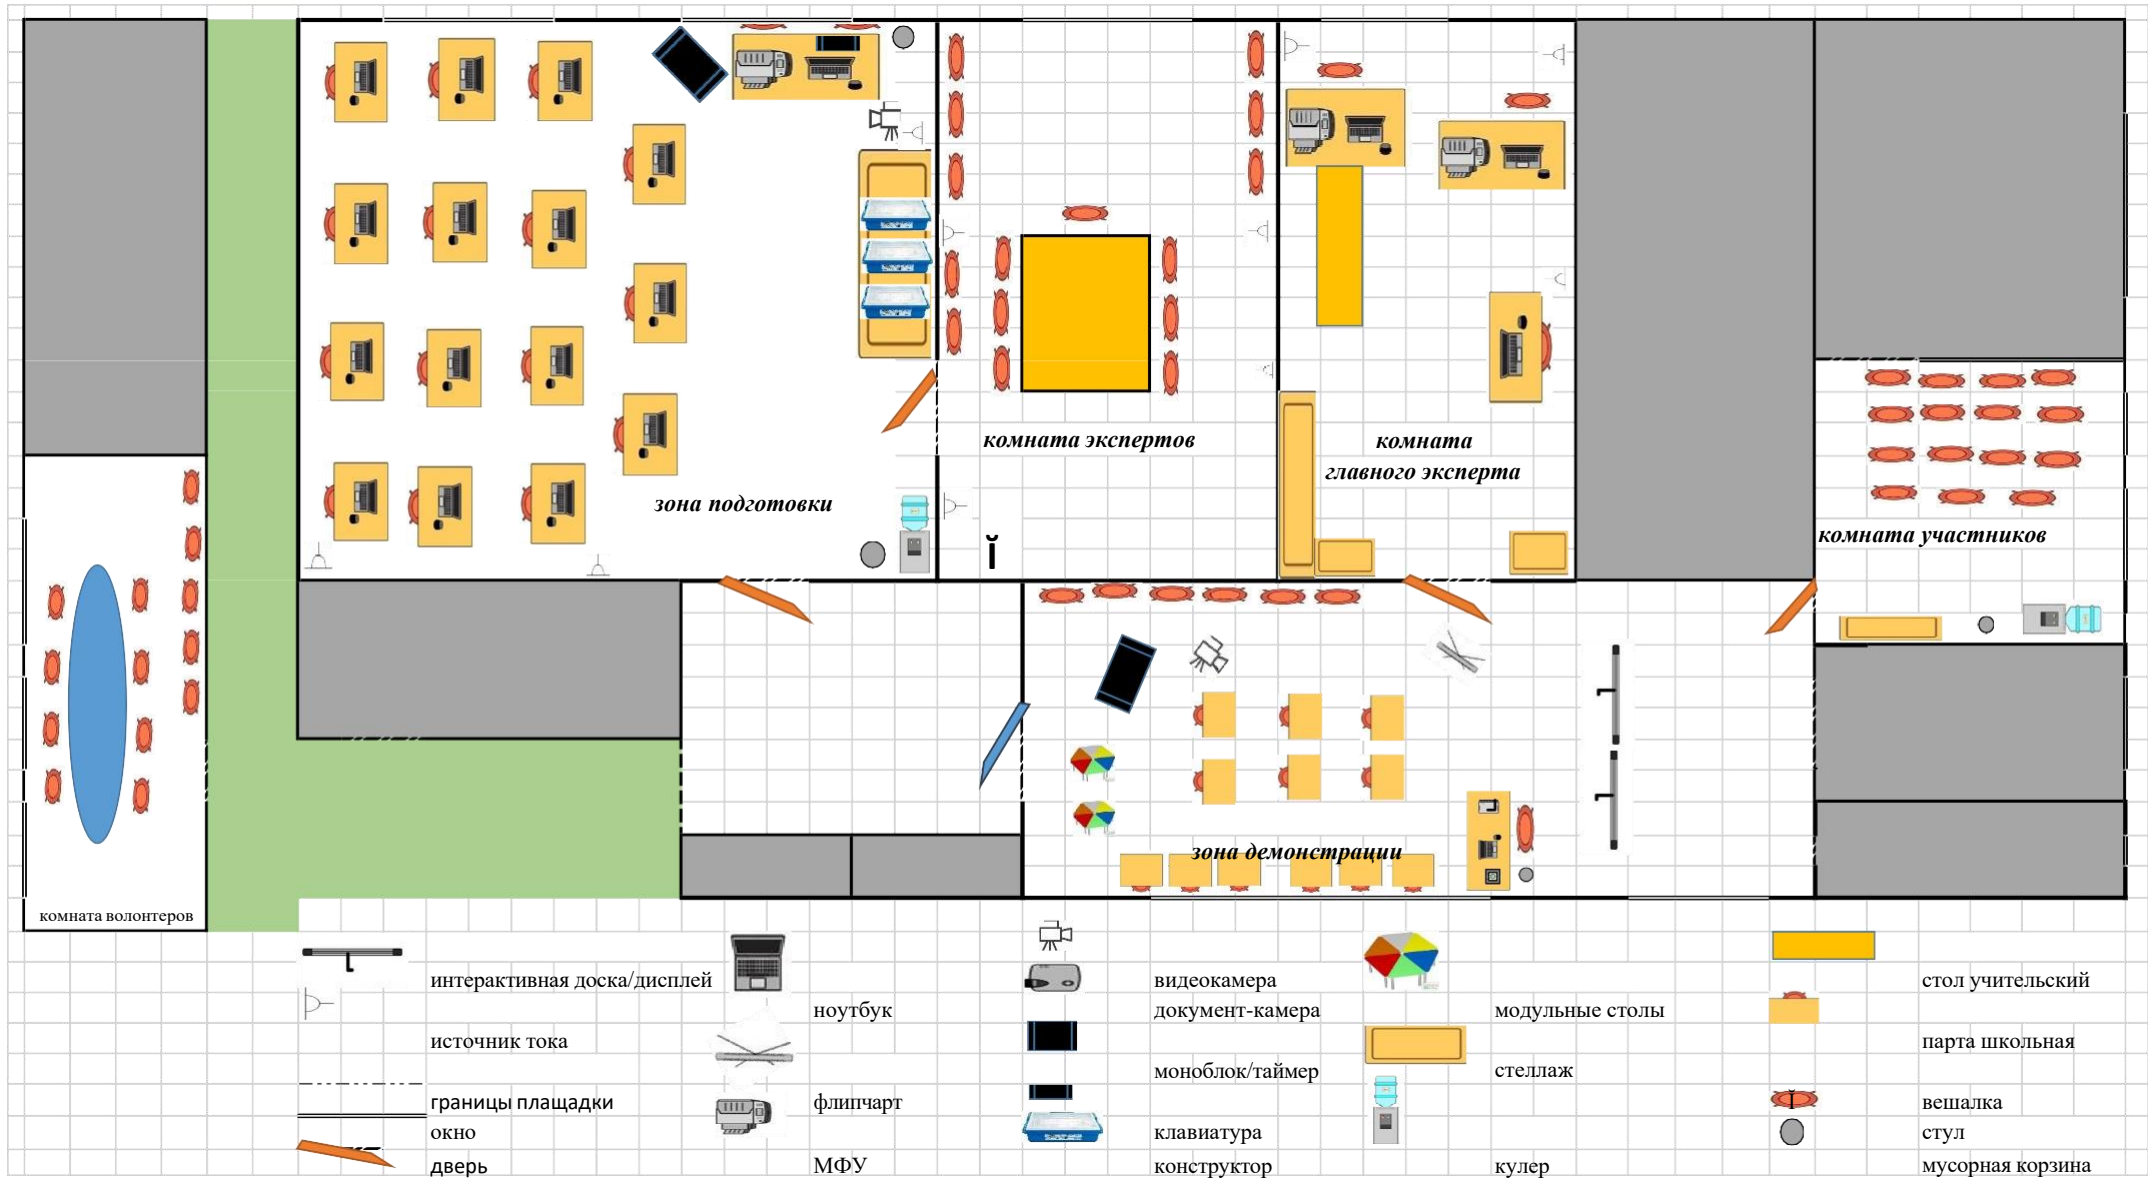 комната экспертов
комната
главного эксперта
зона подготовки
комната участников
зона демонстрации
комната волонтеров
интерактивная доска/дисплей
ноутбук
видеокамера
документ-камера
модульные столы
стол учительский
источник тока
моноблок/таймер
стеллаж
парта школьная
границы плащадки
флипчарт
вешалка
окно
клавиатура
стул
дверь
МФУ
конструктор
кулер
мусорная корзина